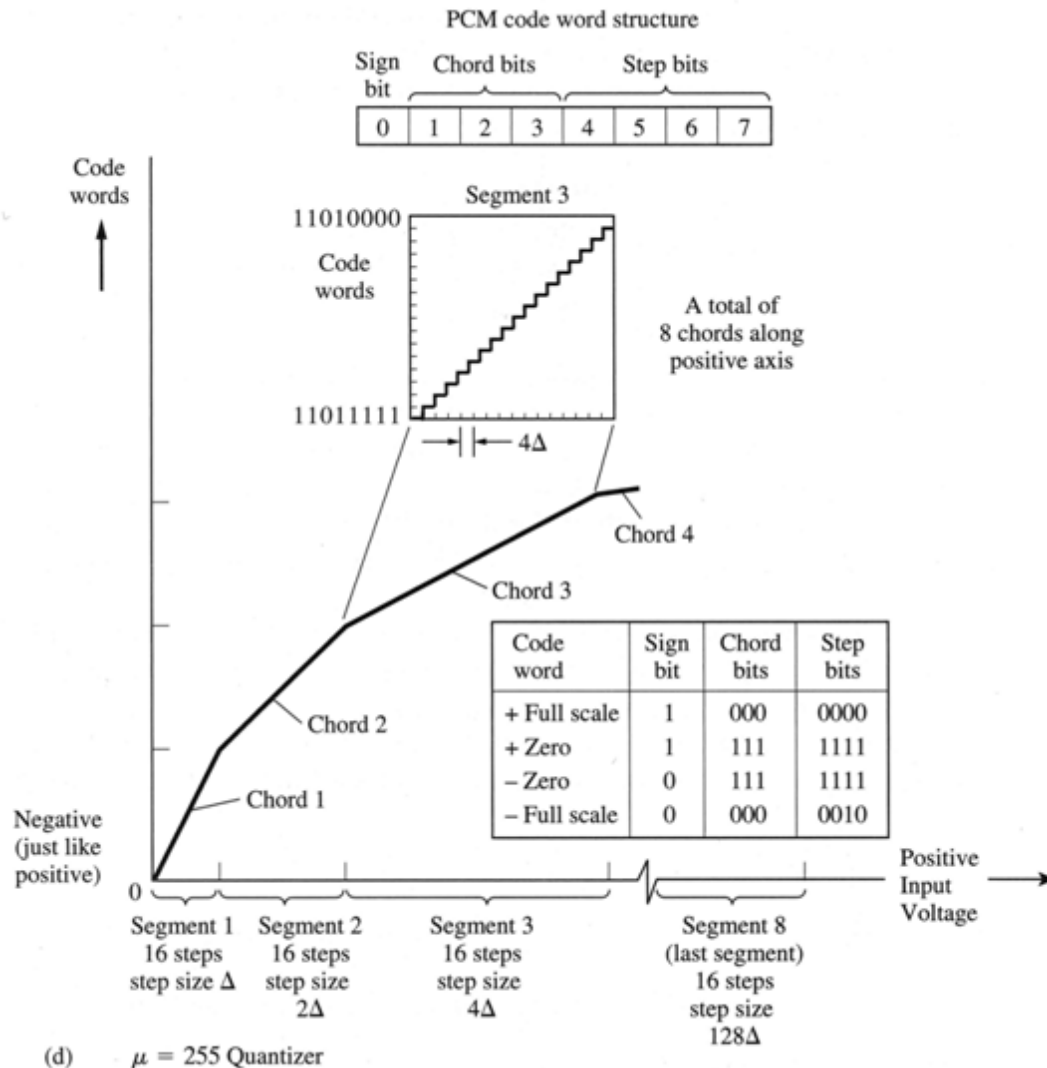 PCM code word structure
Sign bit
Chord bits
Step bits
0 1 2 3 4 5 6 7
Code words
Segment 3
11010000
Code words
11011111
4Δ
A total of
8 chords along
positive axis
Chord 4
Chord 3
Chord 2
Chord 1
Code word Sign bit Chord bits Step bits
+ Full scale 1 000 0000
+ Zero 1 111 1111
− Zero 0 111 1111
− Full scale 0 000 0010
Negative
(just like
positive)
0
Positive
Input
Voltage
Segment 1
16 steps
step size Δ
Segment 2
16 steps
step size
2Δ
Segment 3
16 steps
step size
4Δ
Segment 8
(last segment)
16 steps
step size
128Δ
(d) μ = 255 Quantizer